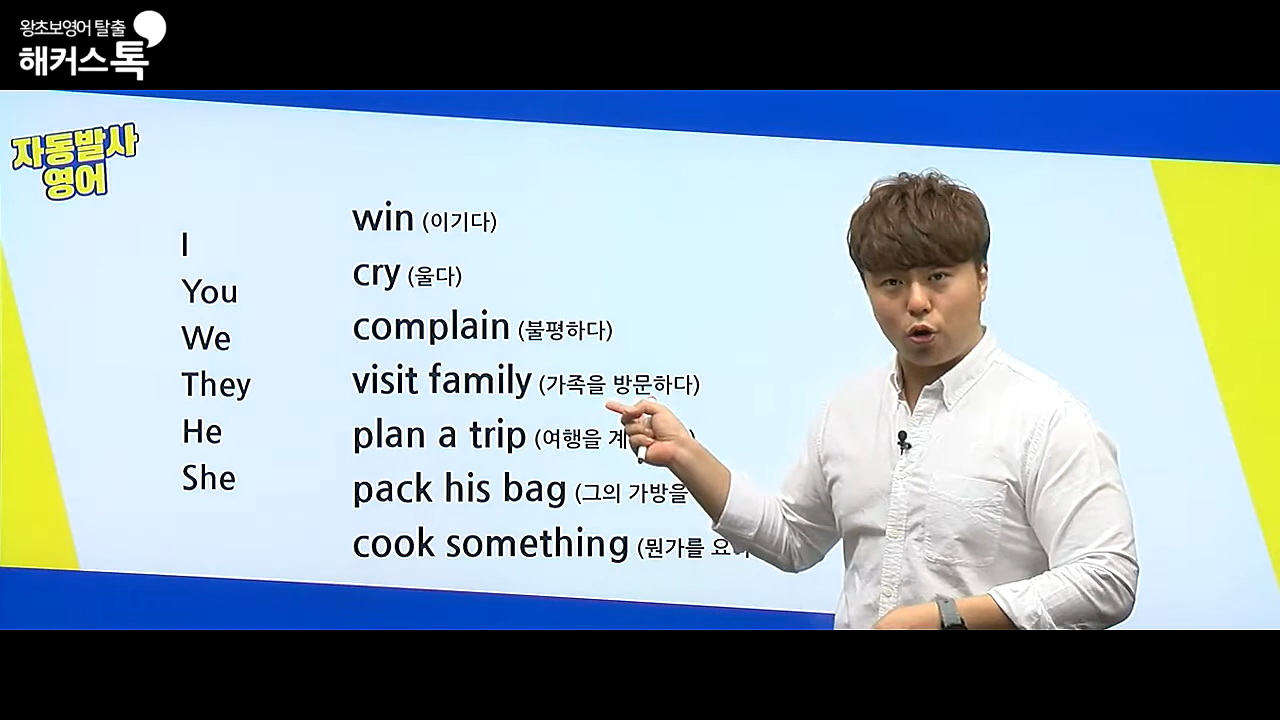 왕초보영어 탈출
해커스톡
자동발사
영어
I
You
We
They
He
She
win (이기다)
cry (울다)
complain (불평하다)
visit family (가족을 방문하다)
plan a trip (여행을
pack his bag (그의 가방을
cook something (뭔가를